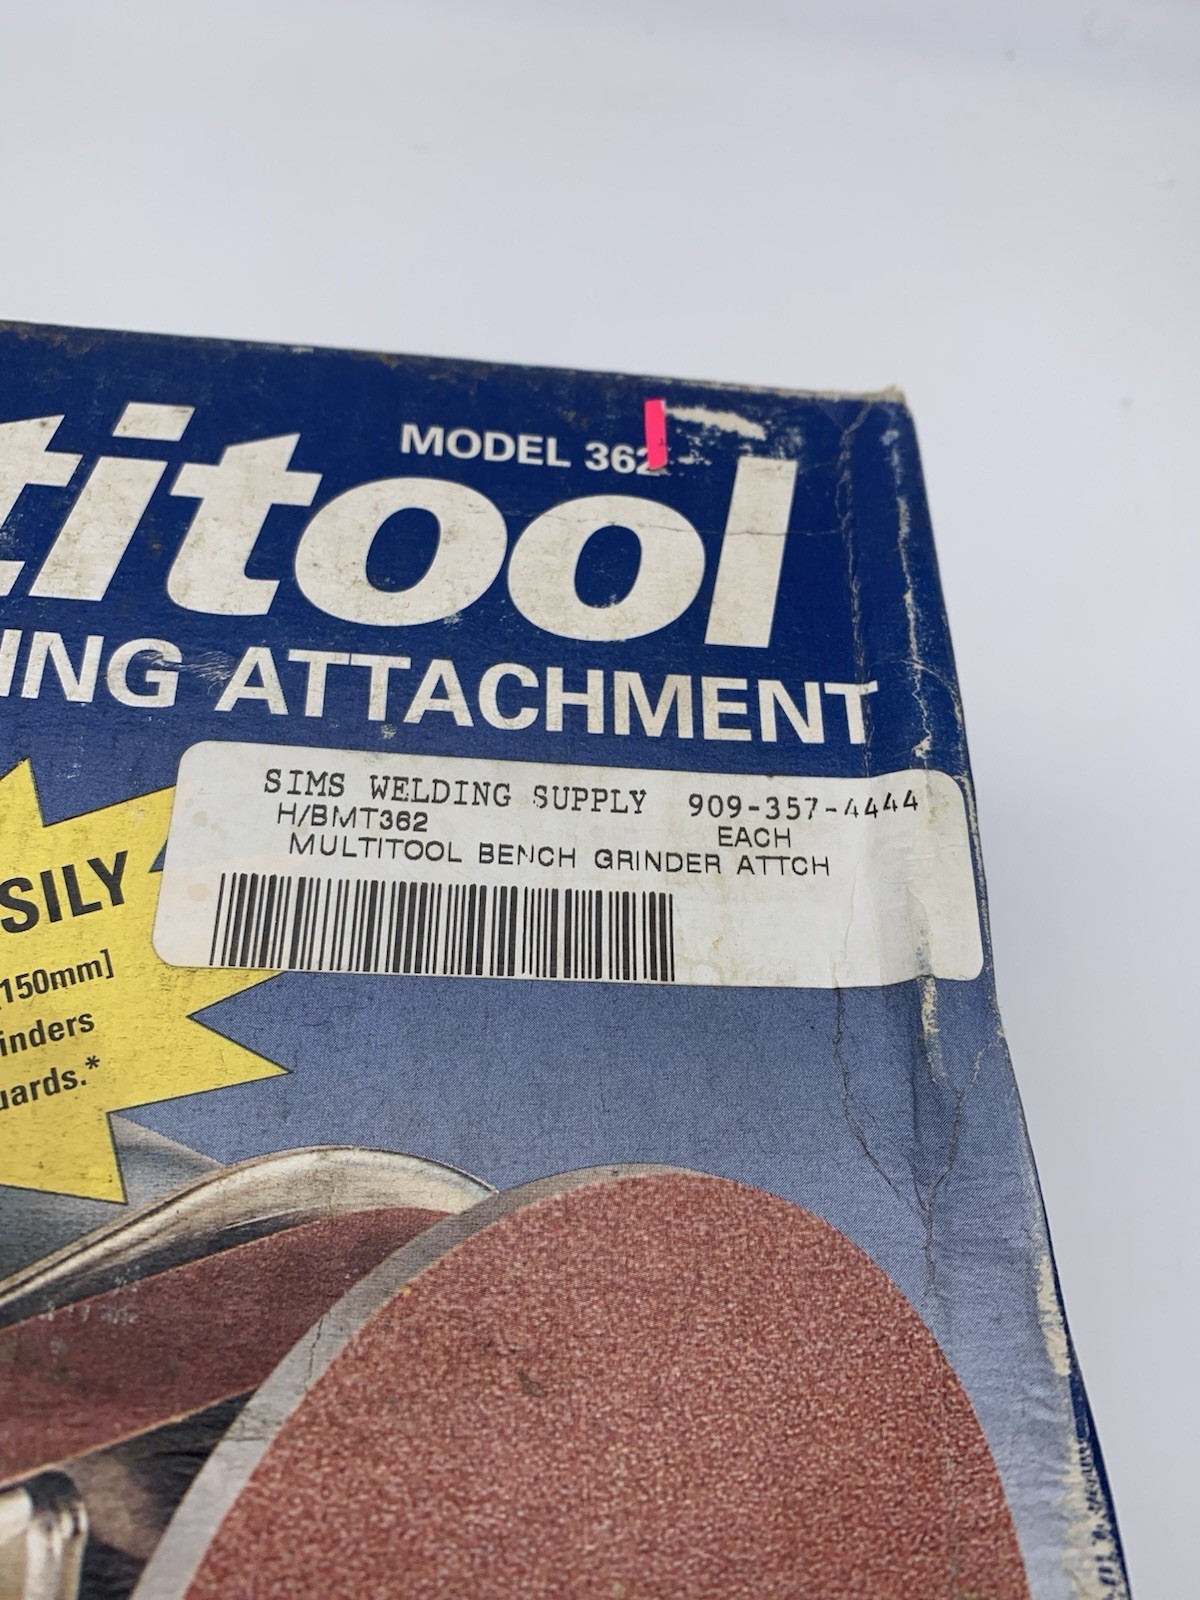 MODEL 362
titool
ING ATTACHMENT
SIMS WELDING SUPPLY 909-357-4444
H/BMT362 EACH
MULTITOOL BENCH GRINDER ATTCH
SILY
150mm]
inders
uards.*